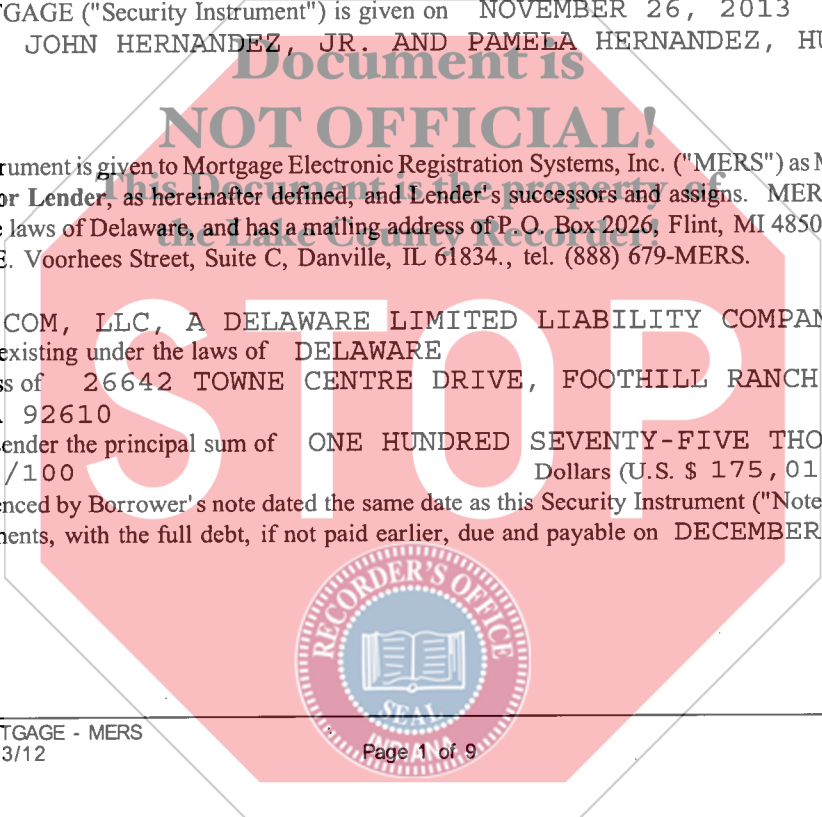 TGAGE ("Security Instrument") is given on NOVEMBER 26, 2013
JOHN HERNANDEZ, JR. AND PAMELA HERNANDEZ, HU
Document is
NOT OFFICIAL!
rument is given to Mortgage Electronic Registration Systems, Inc. ("MERS") as
This Document is the property of
or Lender, as hereinafter defined, and Lender's successors and assigns. MER
e laws of Delaware, and has a mailing address of P.O. Box 2026, Flint, MI 4850
the Lake County Recorder!
E. Voorhees Street, Suite C, Danville, IL 61834., tel. (888) 679-MERS.
COM, LLC, A DELAWARE LIMITED LIABILITY COMPAN
existing under the laws of DELAWARE
ss of 26642 TOWNE CENTRE DRIVE, FOOTHILL RANCH
92610
ender the principal sum of ONE HUNDRED SEVENTY-FIVE THO
/100 Dollars (U.S. $ 175,01
STOP
enced by Borrower's note dated the same date as this Security Instrument ("Note
nents, with the full debt, if not paid earlier, due and payable on DECEMBER
RECORDER'S OFFICE
SEAL
INDIANA
TGAGE - MERS
3/12
Page 1 of 9